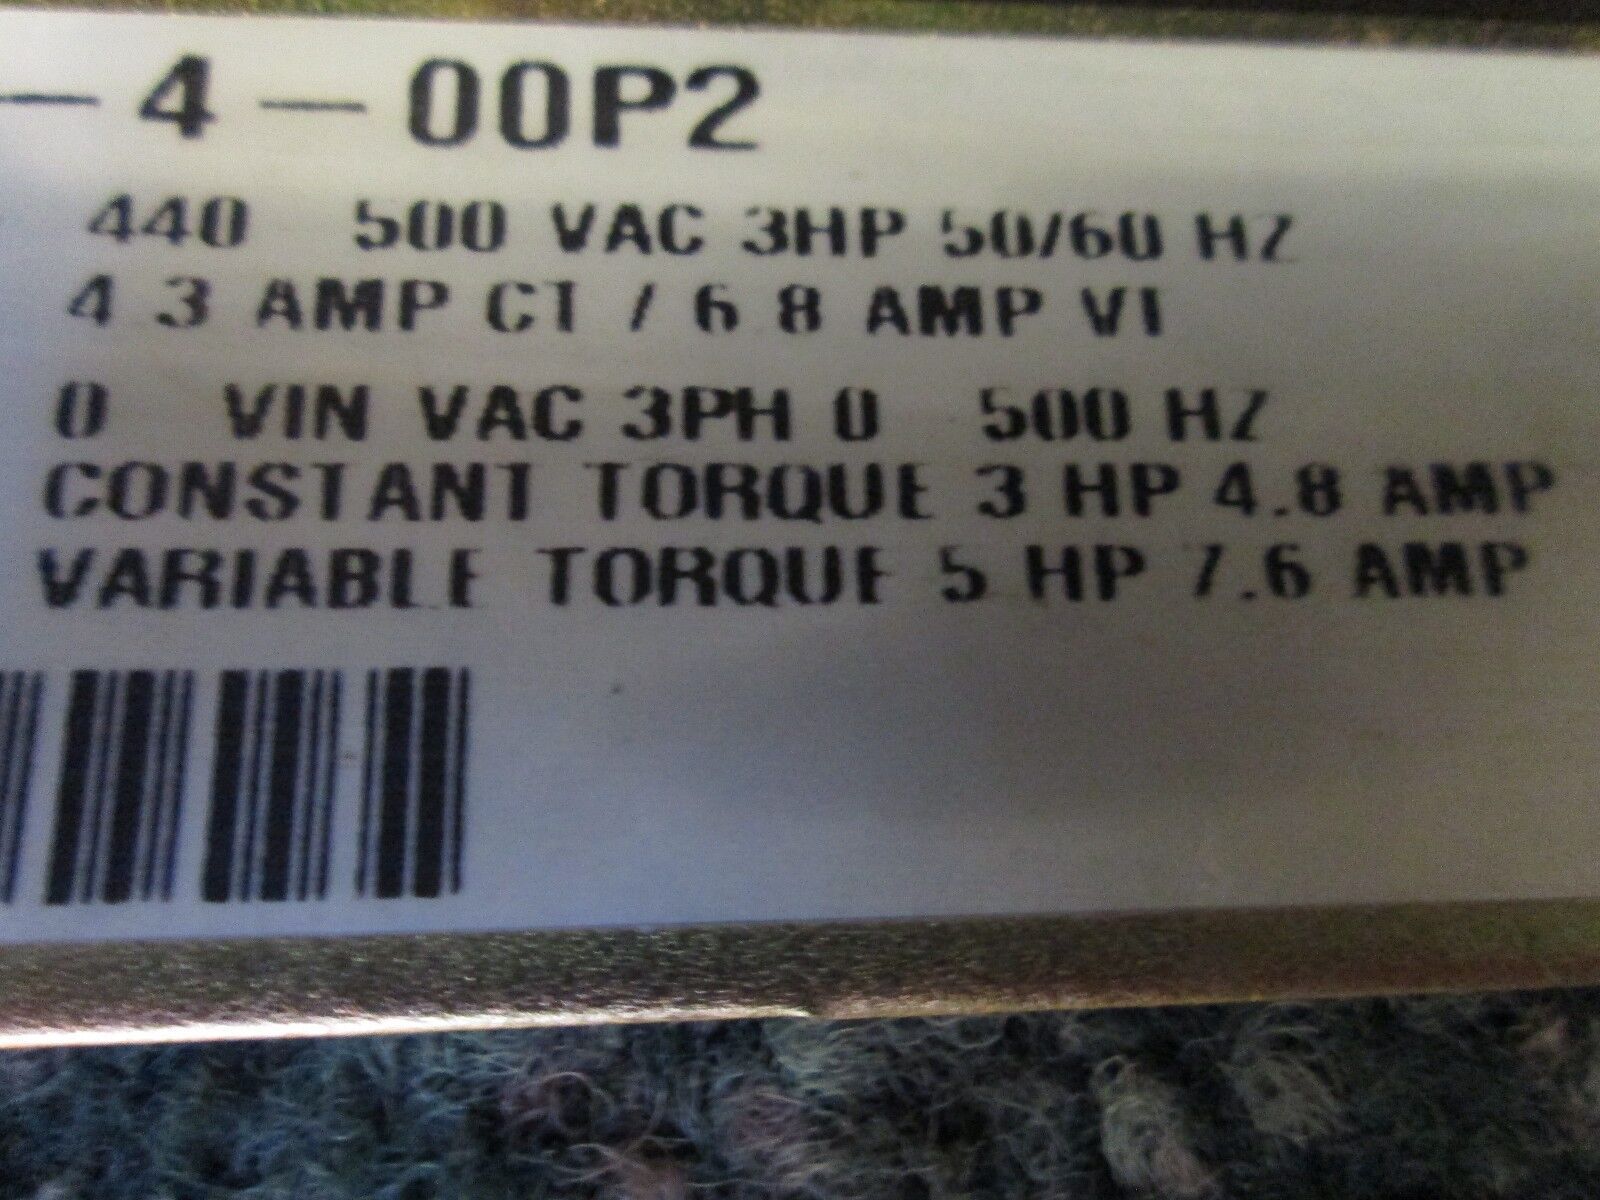 -4-00P2
440 500 VAC 3HP 50/60 HZ
4 3 AMP CT / 6 8 AMP VT
0 VIN VAC 3PH 0 500 HZ
CONSTANT TORQUE 3 HP 4.8 AMP
VARIABLE TORQUE 5 HP 7.6 AMP